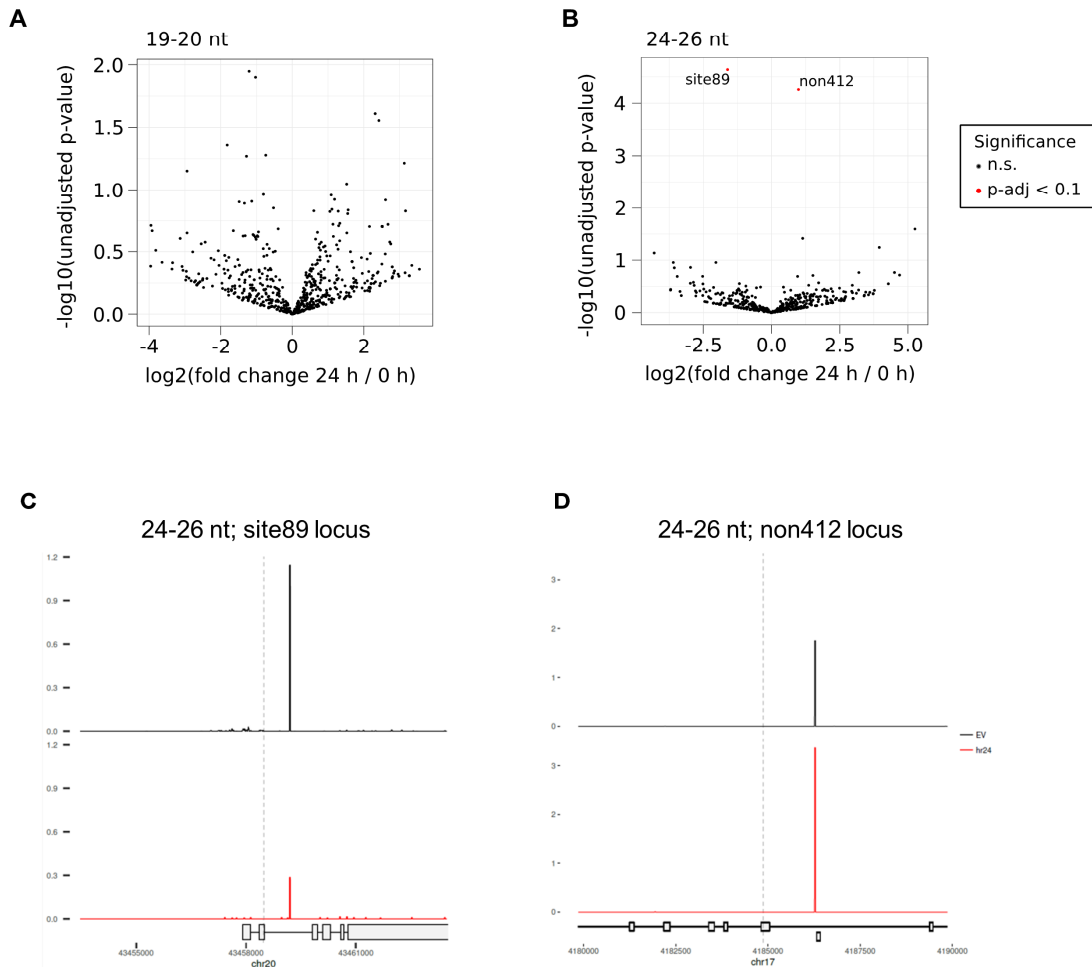 A
19-20 nt
2.0
1.5
1.0
0.5
0.0
-log10(unadjusted p-value)
-4
-2
0
2
log2(fold change 24 h / 0 h)
B
24-26 nt
site89
non412
4
3
2
1
0
-log10(unadjusted p-value)
-2.5
0.0
2.5
5.0
log2(fold change 24 h / 0 h)
Significance
n.s.
p-adj < 0.1
C
24-26 nt; site89 locus
1.2
0.9
0.6
0.3
0.0
1.2
0.9
0.6
0.3
0.0
43455000
43458000
43461000
chr20
D
24-26 nt; non412 locus
3
2
1
0
3
2
1
0
EV
hr24
4180000
4182500
4185000
4187500
4190000
chr17